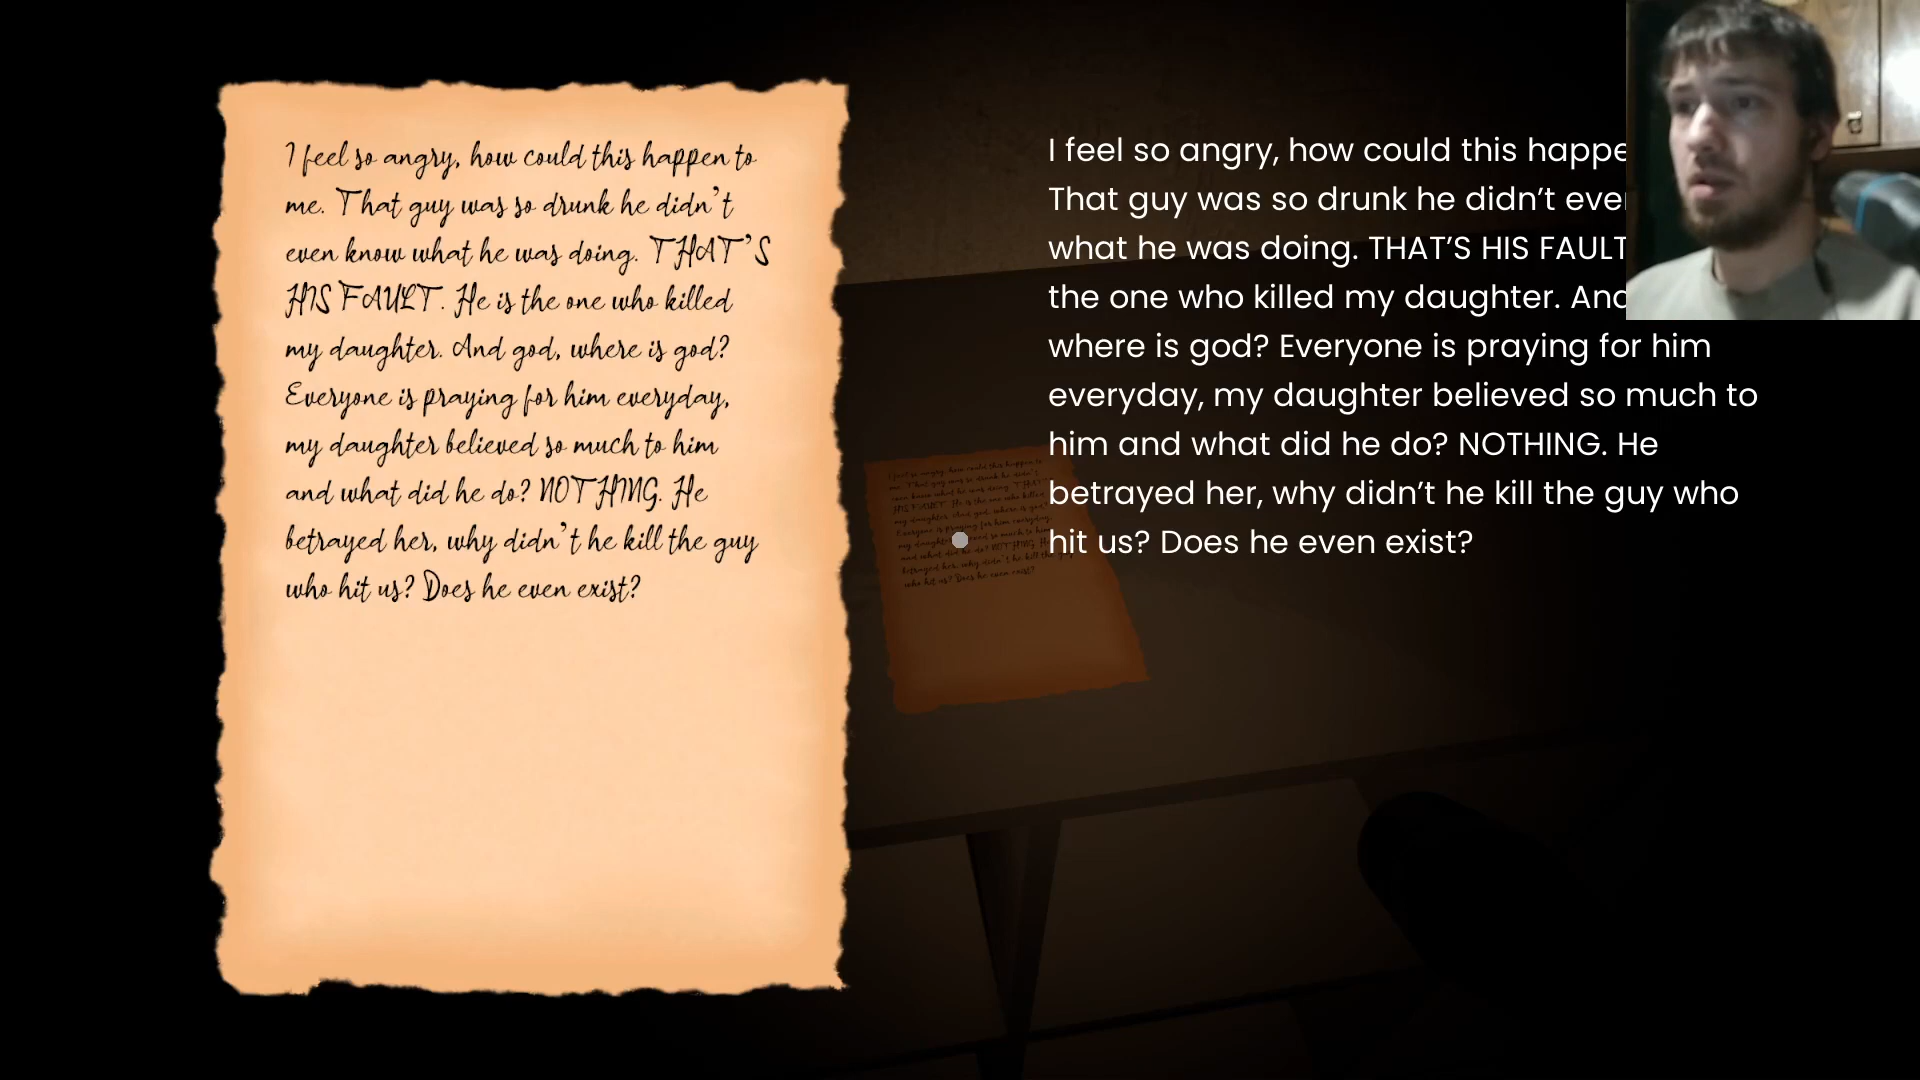 I feel so angry, how could this happen to
me. That guy was so drunk he didn't
even know what he was doing. THAT'S
HIS FAULT. He is the one who killed
my daughter. And god, where is god?
Everyone is praying for him everyday,
my daughter believed so much to him
and what did he do? NOTHING. He
betrayed her, why didn't he kill the guy
who hit us? Does he even exist?
I feel so angry, how could this happe
That guy was so drunk he didn’t eve
what he was doing. THAT’S HIS FAULT
the one who killed my daughter. And
where is god? Everyone is praying for him
everyday, my daughter believed so much to
him and what did he do? NOTHING. He
betrayed her, why didn’t he kill the guy who
hit us? Does he even exist?